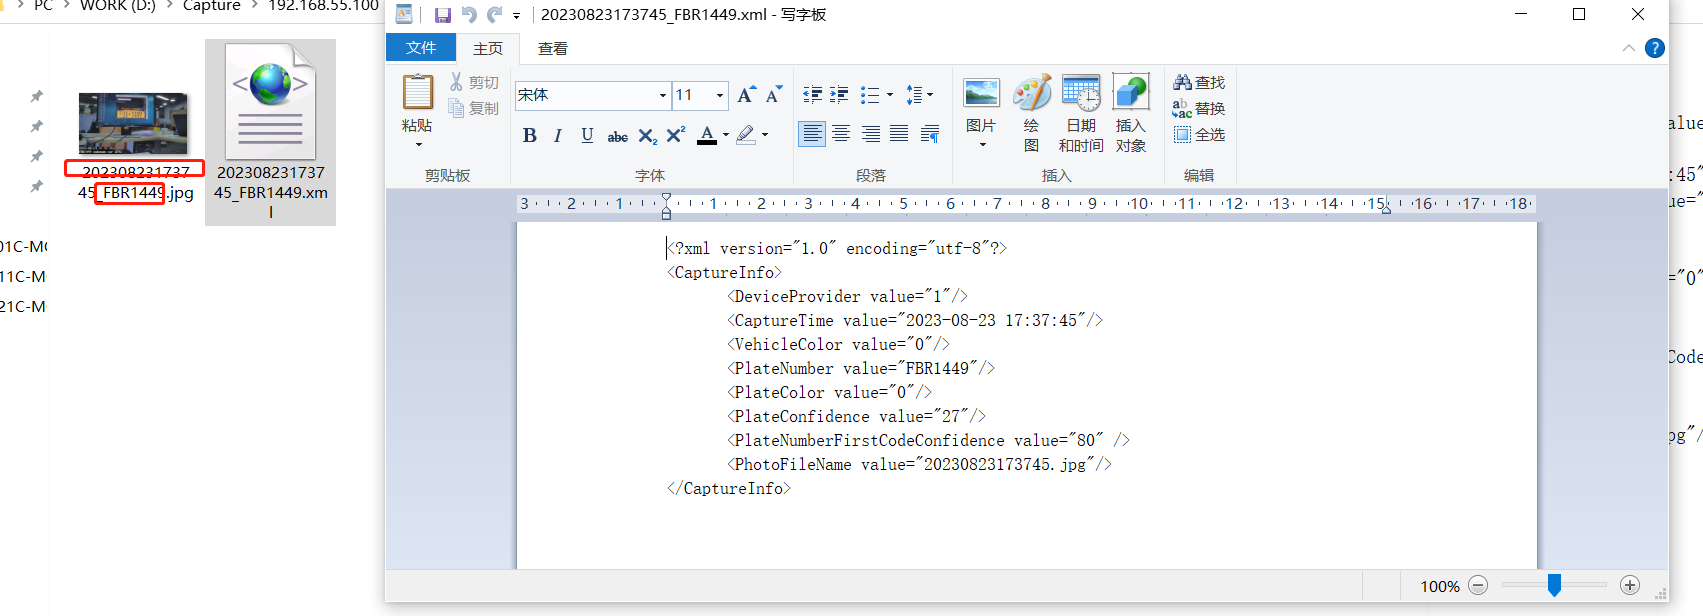 PC > WORK (D:) > Capture > 192.168.55.100
202308231737
45_FBR1449.jpg
202308231737
45_FBR1449.xm
l
01C-M
11C-M
21C-M
20230823173745_FBR1449.xml - 写字板
文件 主页 查看
粘贴
剪切
复制
剪贴板
宋体 11
B I U abc X₂ X² A
字体
段落
图片
绘
图
日期
和时间
插入
对象
插入
查找
替换
全选
编辑
3 2 1 1 2 3 4 5 6 7 8 9 10 11 12 13 14 15 16 17 18
<?xml version="1.0" encoding="utf-8"?>
<CaptureInfo>
<DeviceProvider value="1"/>
<CaptureTime value="2023-08-23 17:37:45"/>
<VehicleColor value="0"/>
<PlateNumber value="FBR1449"/>
<PlateColor value="0"/>
<PlateConfidence value="27"/>
<PlateNumberFirstCodeConfidence value="80" />
<PhotoFileName value="20230823173745.jpg"/>
</CaptureInfo>
100%
alue
:45"
ue="
="0"
Code
pg"/